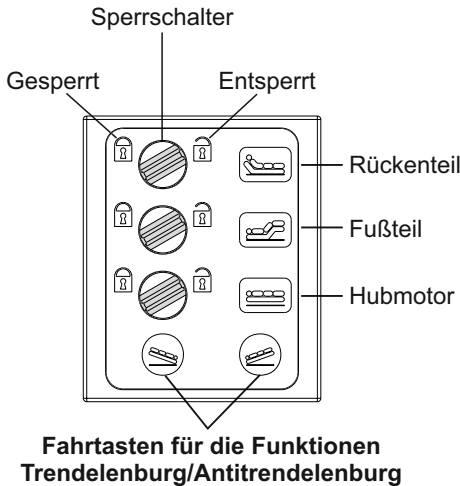 Sperrschalter
Gesperrt
Entsperrt
Rückenteil
Fußteil
Hubmotor
Fahrtasten für die Funktionen
Trendelenburg/Antitrendelenburg